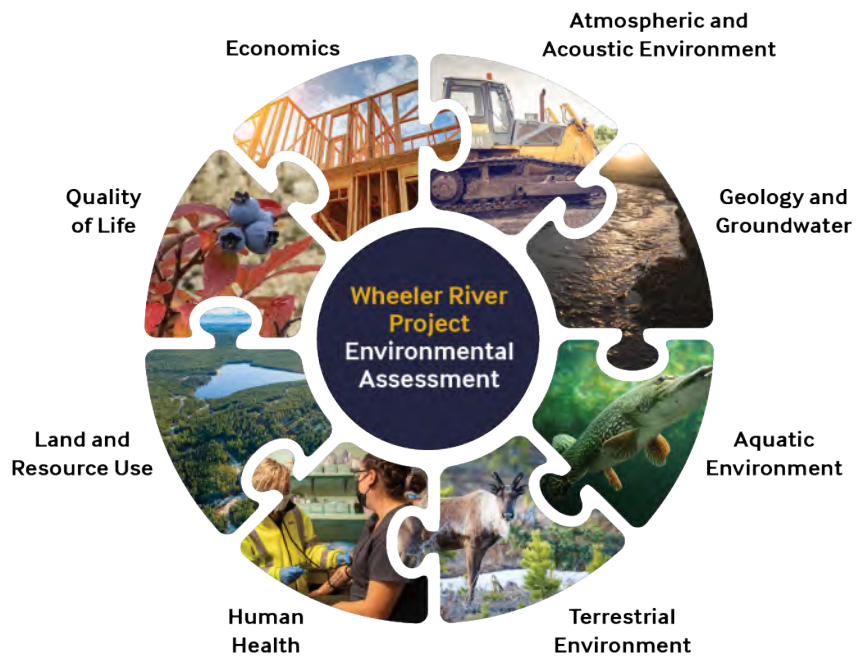 Economics
Atmospheric and
Acoustic Environment
Quality
of Life
Geology and
Groundwater
Wheeler River
Project
Environmental
Assessment
Land and
Resource Use
Aquatic
Environment
Human
Health
Terrestrial
Environment